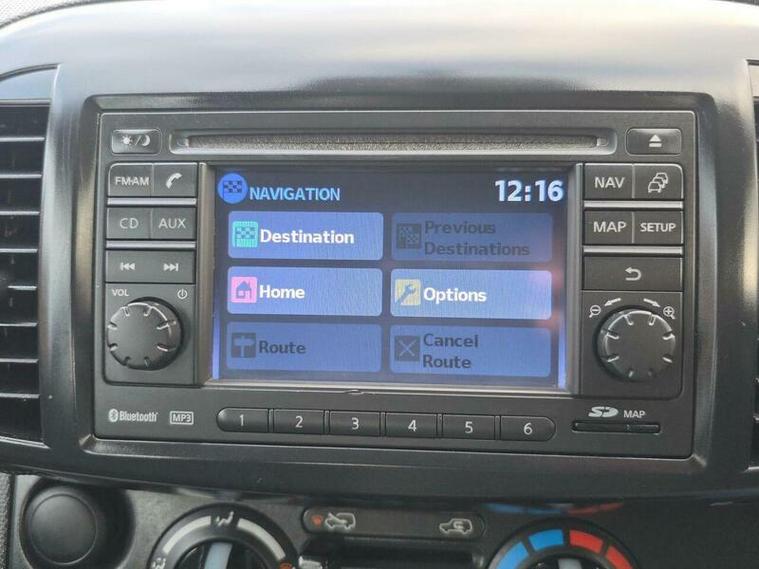 FM·AM
CD AUX
VOL
NAVIGATION 12:16
Destination
Previous
Destinations
Home
Options
Route
Cancel
Route
NAV
MAP SETUP
Bluetooth MP3
1 2 3 4 5 6
SD MAP